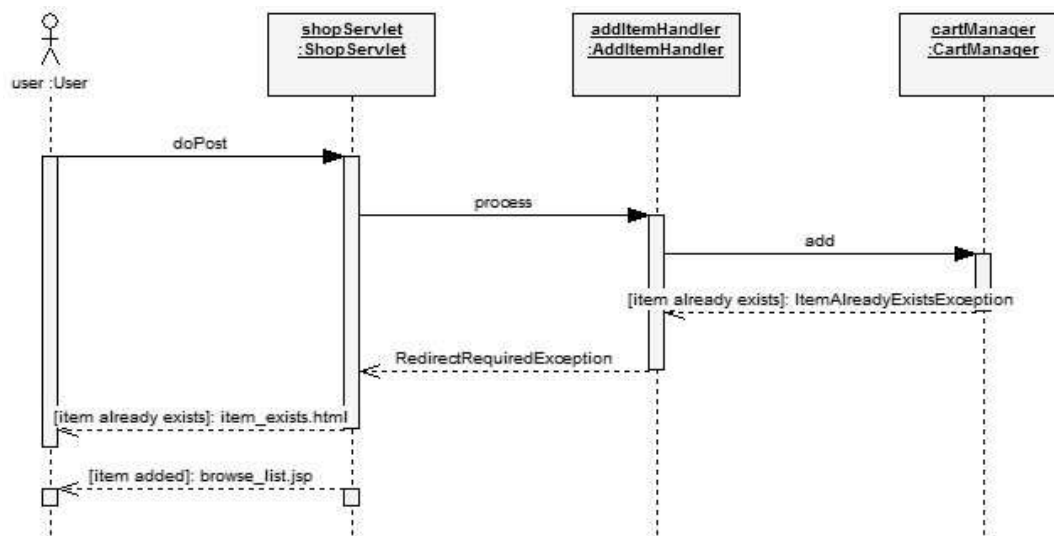 shopServlet
:ShopServlet
addItemHandler
:AddItemHandler
cartManager
:CartManager
user :User
doPost
process
add
[item already exists]: ItemAlreadyExistsException
RedirectRequiredException
[item already exists]: item_exists.html
[item added]: browse_list.jsp